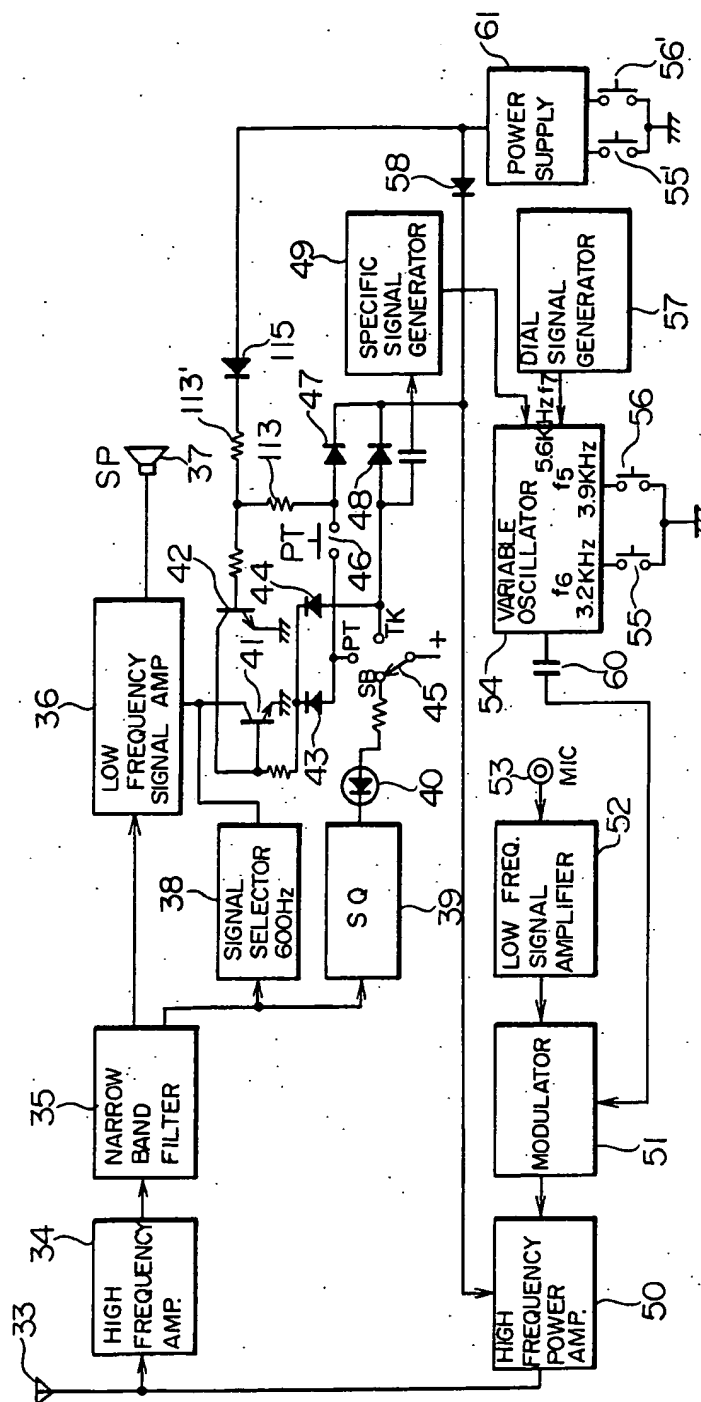 33
34
HIGH
FREQUENCY
AMP.
35
NARROW
BAND
FILTER
36
LOW
FREQUENCY
SIGNAL AMP
SP
37
38
SIGNAL
SELECTOR
600Hz
SQ
39
40
41
42
43
44
45
SB
PT
TK
+
PT
46
47
48
113
113'
115
49
SPECIFIC
SIGNAL
GENERATOR
58
61
POWER
SUPPLY
55'
56'
HIGH
FREQUENCY
POWER
AMP.
50
MODULATOR
51
LOW FREQ.
SIGNAL
AMPLIFIER
52
53
MIC
60
54
VARIABLE
OSCILLATOR
5.6KHz f7
f6
3.2KHz
f5
3.9KHz
55
56
DIAL
SIGNAL
GENERATOR
57